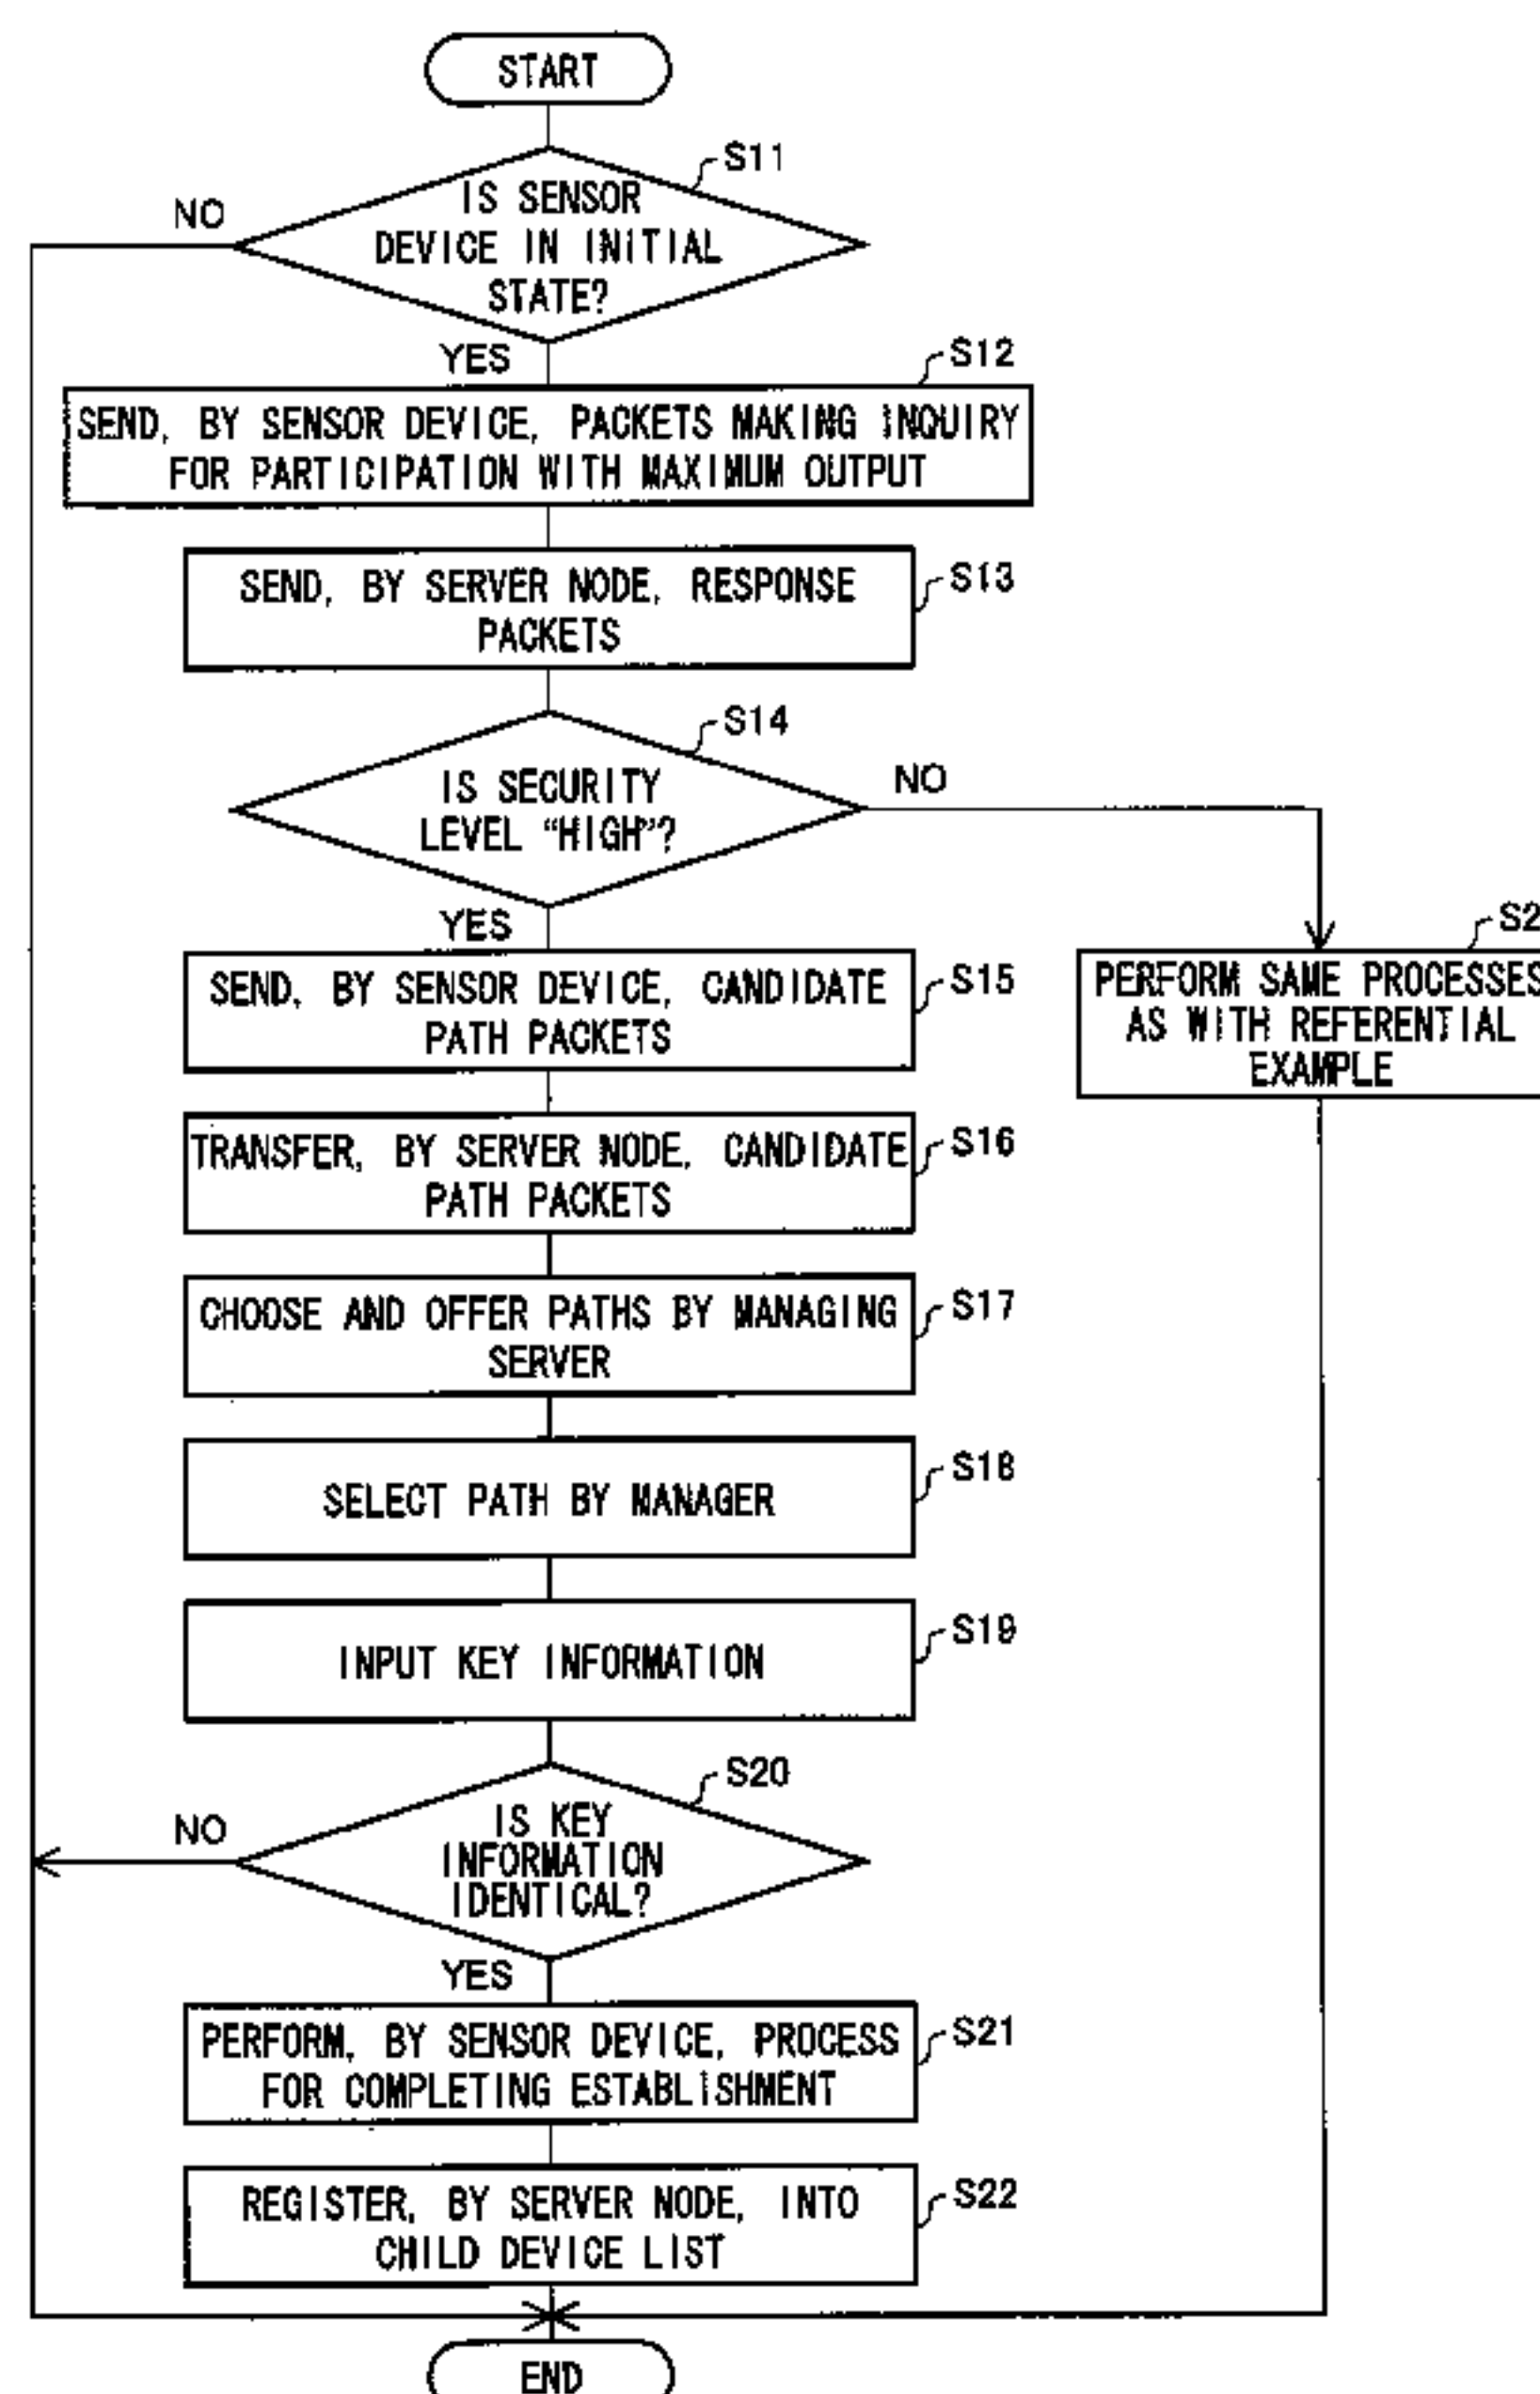 START
S11
NO
IS SENSOR
DEVICE IN INITIAL
STATE?
YES
S12
SEND, BY SENSOR DEVICE, PACKETS MAKING INQUIRY
FOR PARTICIPATION WITH MAXIMUM OUTPUT
SEND, BY SERVER NODE, RESPONSE
PACKETS
S13
S14
IS SECURITY
LEVEL “HIGH”?
NO
YES
SEND, BY SENSOR DEVICE, CANDIDATE
PATH PACKETS
S15
PERFORM SAME PROCESSES
AS WITH REFERENTIAL
EXAMPLE
TRANSFER, BY SERVER NODE, CANDIDATE
PATH PACKETS
S16
CHOOSE AND OFFER PATHS BY MANAGING
SERVER
S17
SELECT PATH BY MANAGER
S18
INPUT KEY INFORMATION
S19
S20
NO
IS KEY
INFORMATION
IDENTICAL?
YES
PERFORM, BY SENSOR DEVICE, PROCESS
FOR COMPLETING ESTABLISHMENT
S21
REGISTER, BY SERVER NODE, INTO
CHILD DEVICE LIST
S22
END